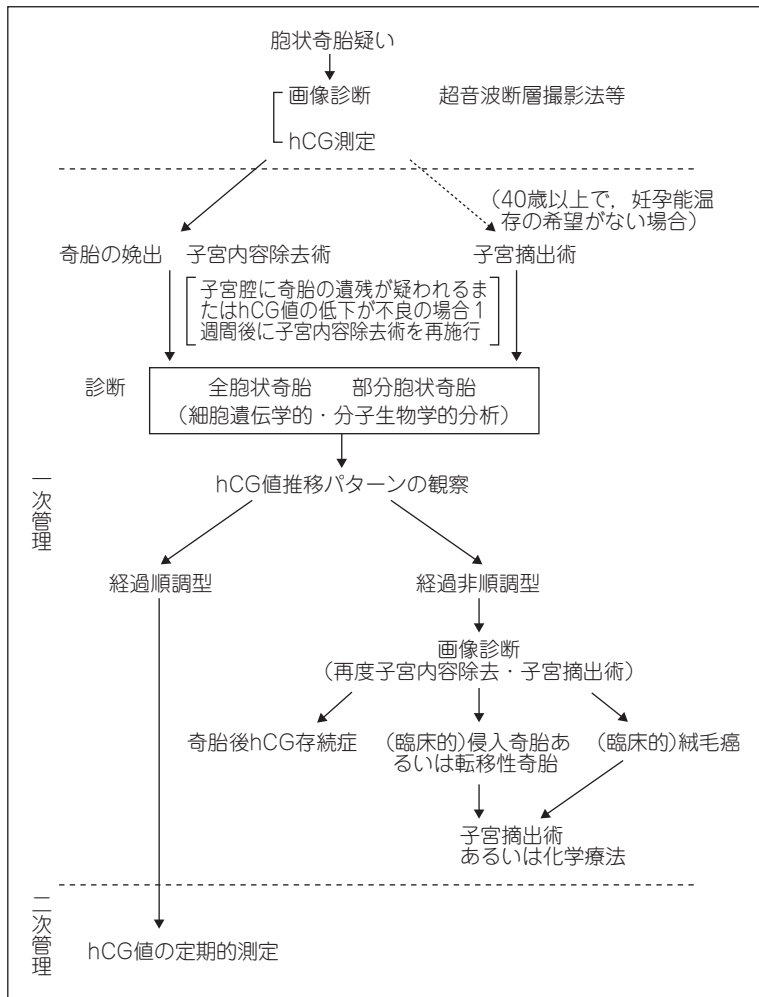 胞状奇胎疑い
画像診断　超音波断層撮影法等
hCG測定
（40歳以上で，妊孕能温
存の希望がない場合）
奇胎の娩出　子宮内容除去術　子宮摘出術
子宮腔に奇胎の遺残が疑われるま
たはhCG値の低下が不良の場合1
週間後に子宮内容除去術を再施行
診断　全胞状奇胎　部分胞状奇胎
（細胞遺伝学的・分子生物学的分析）
一次管理
hCG値推移パターンの観察
経過順調型　経過非順調型
画像診断
（再度子宮内容除去・子宮摘出術）
奇胎後hCG存続症　（臨床的）侵入奇胎あ　（臨床的）絨毛癌
るいは転移性奇胎
子宮摘出術
あるいは化学療法
二次管理
hCG値の定期的測定